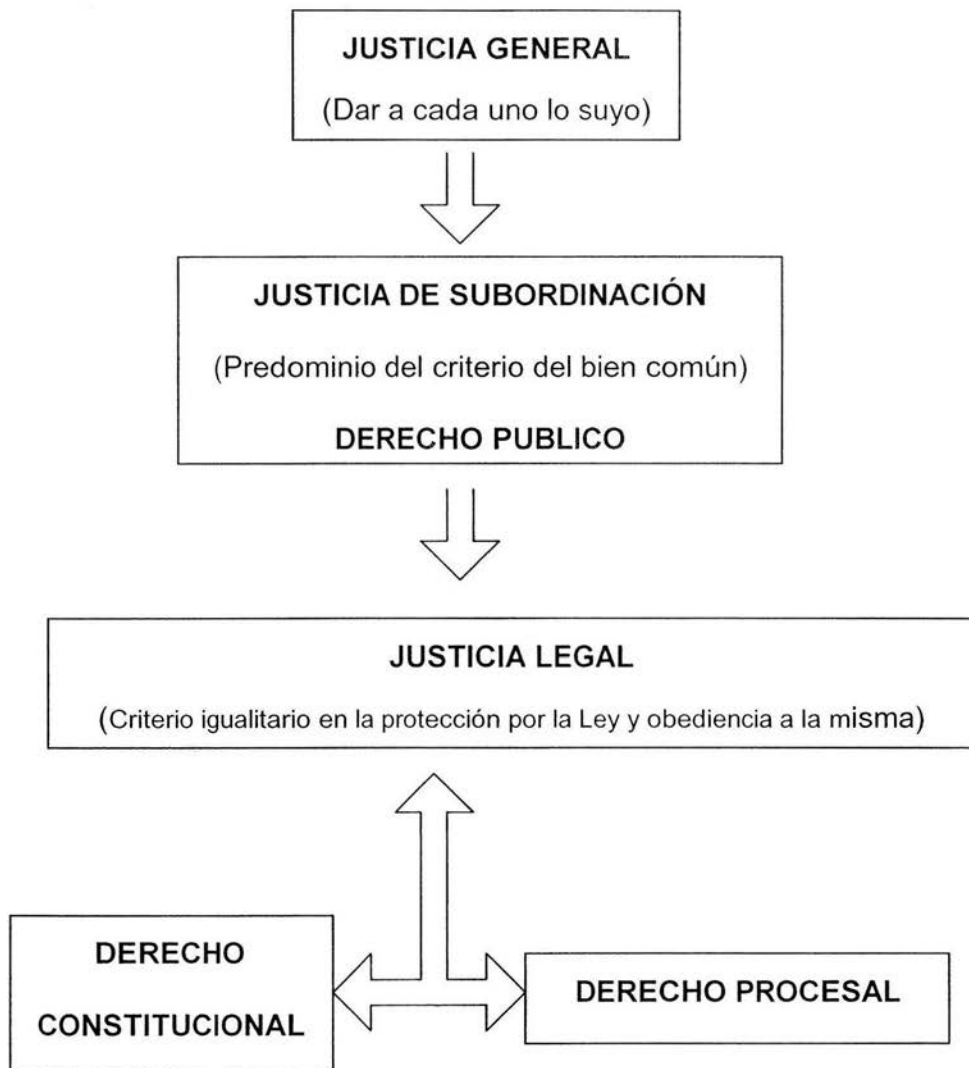 JUSTICIA GENERAL
(Dar a cada uno lo suyo)
JUSTICIA DE SUBORDINACIÓN
(Predominio del criterio del bien común)
DERECHO PUBLICO
JUSTICIA LEGAL
(Criterio igualitario en la protección por la Ley y obediencia a la misma)
DERECHO
CONSTITUCIONAL
DERECHO PROCESAL